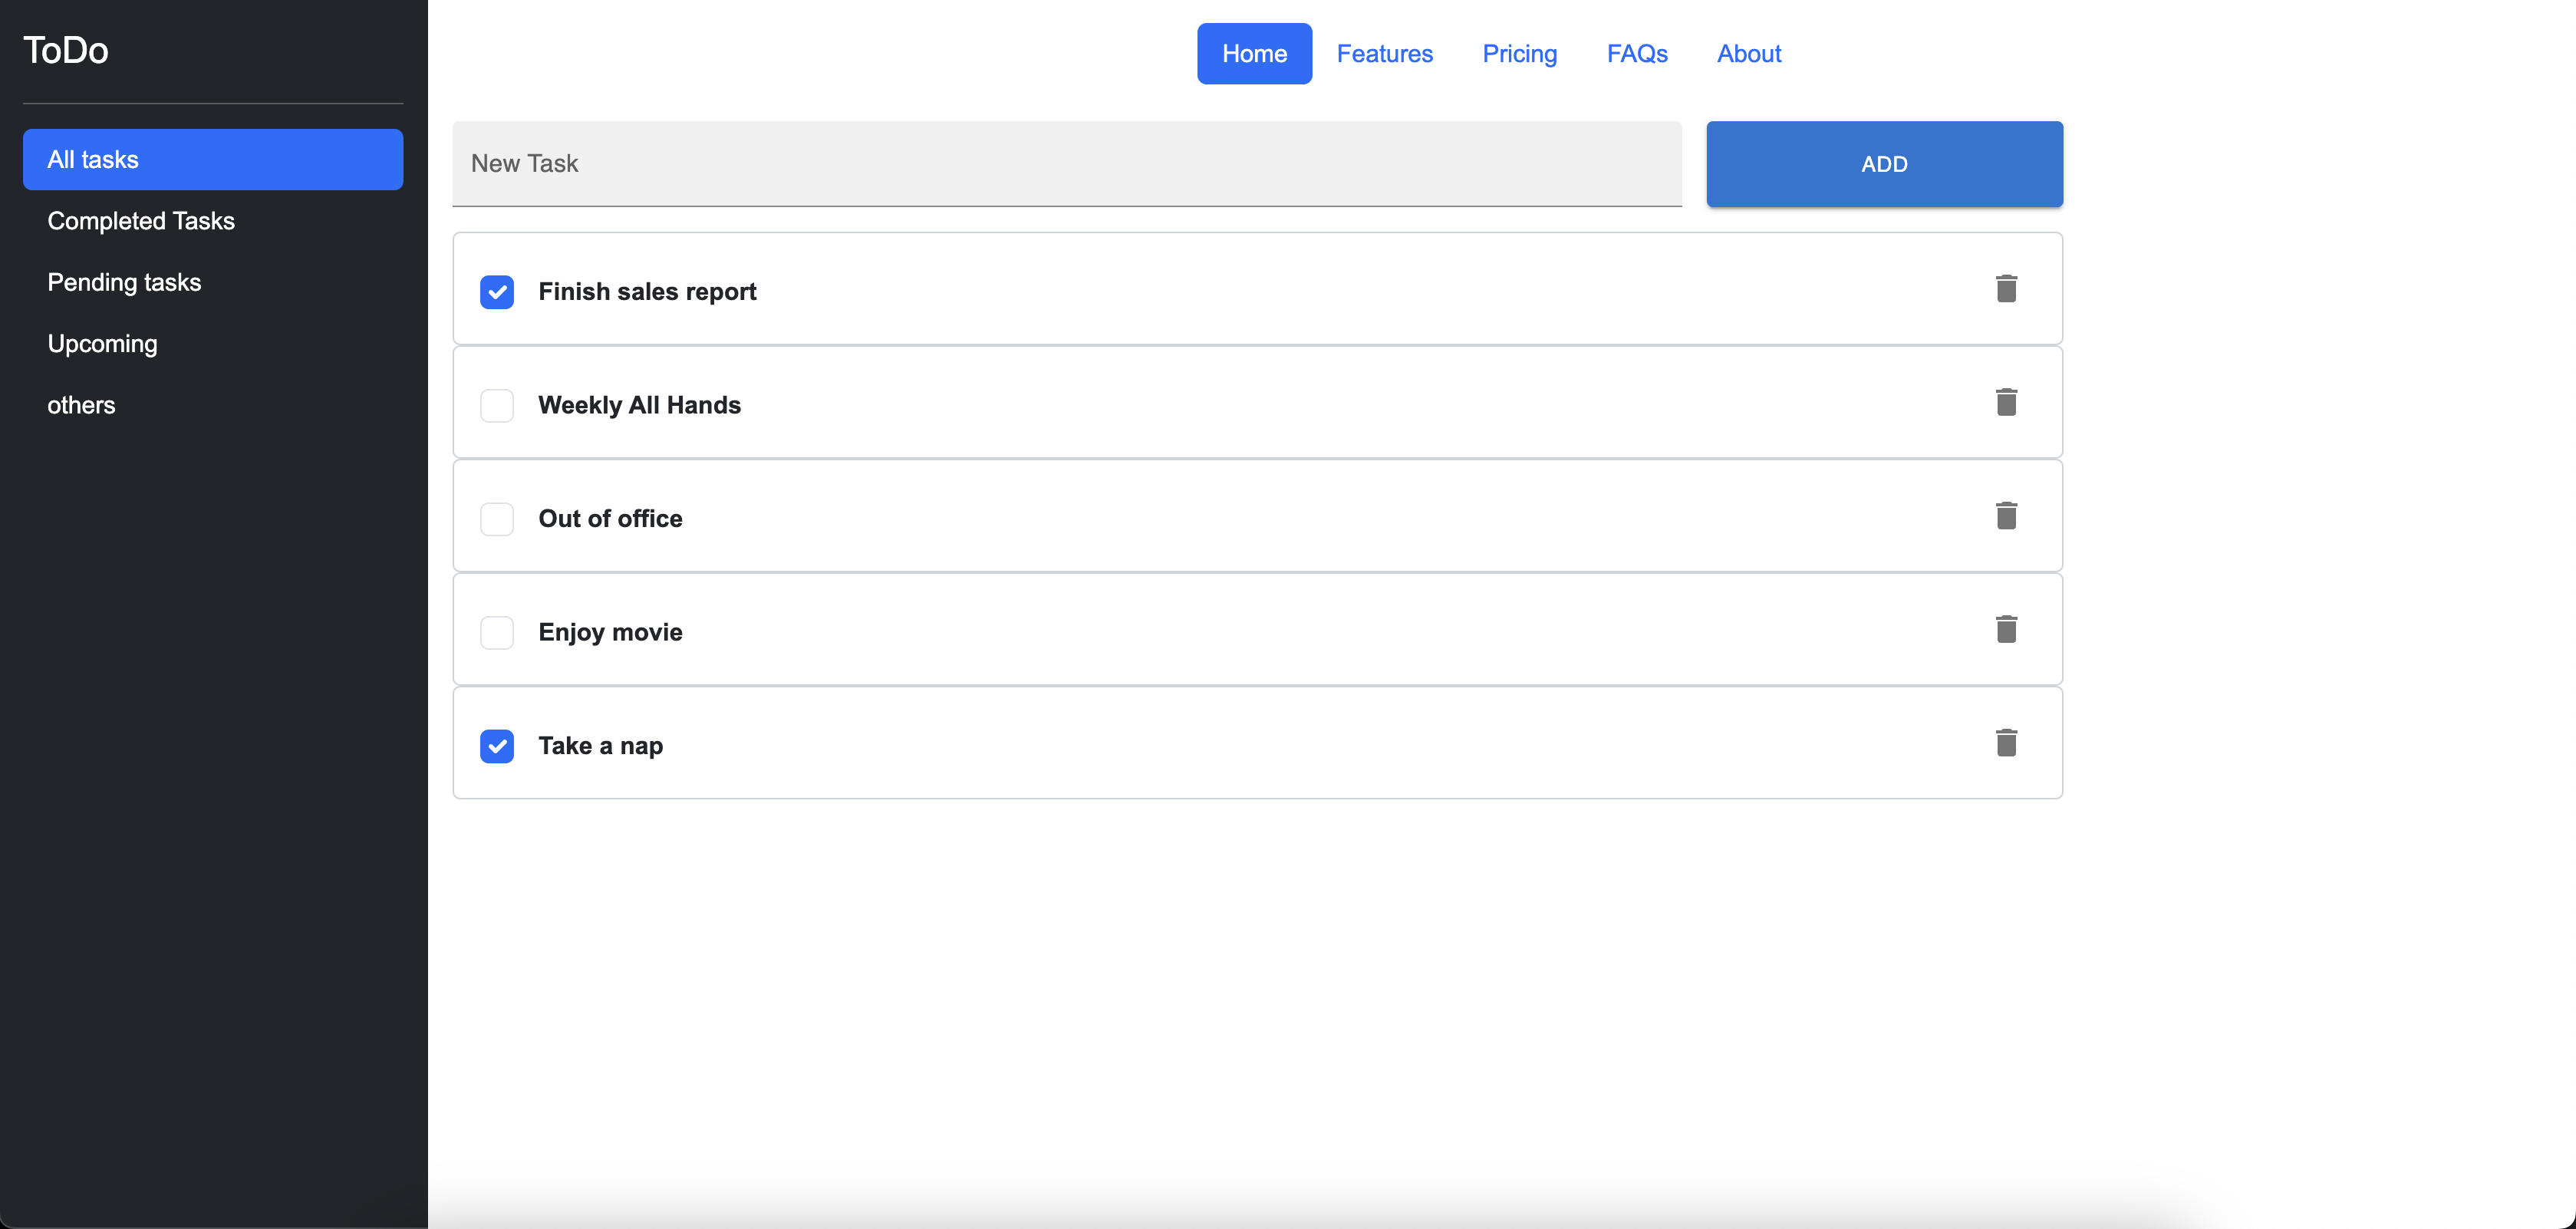 ToDo
All tasks
Completed Tasks
Pending tasks
Upcoming
others
Home
Features
Pricing
FAQs
About
New Task
ADD
Finish sales report
Weekly All Hands
Out of office
Enjoy movie
Take a nap